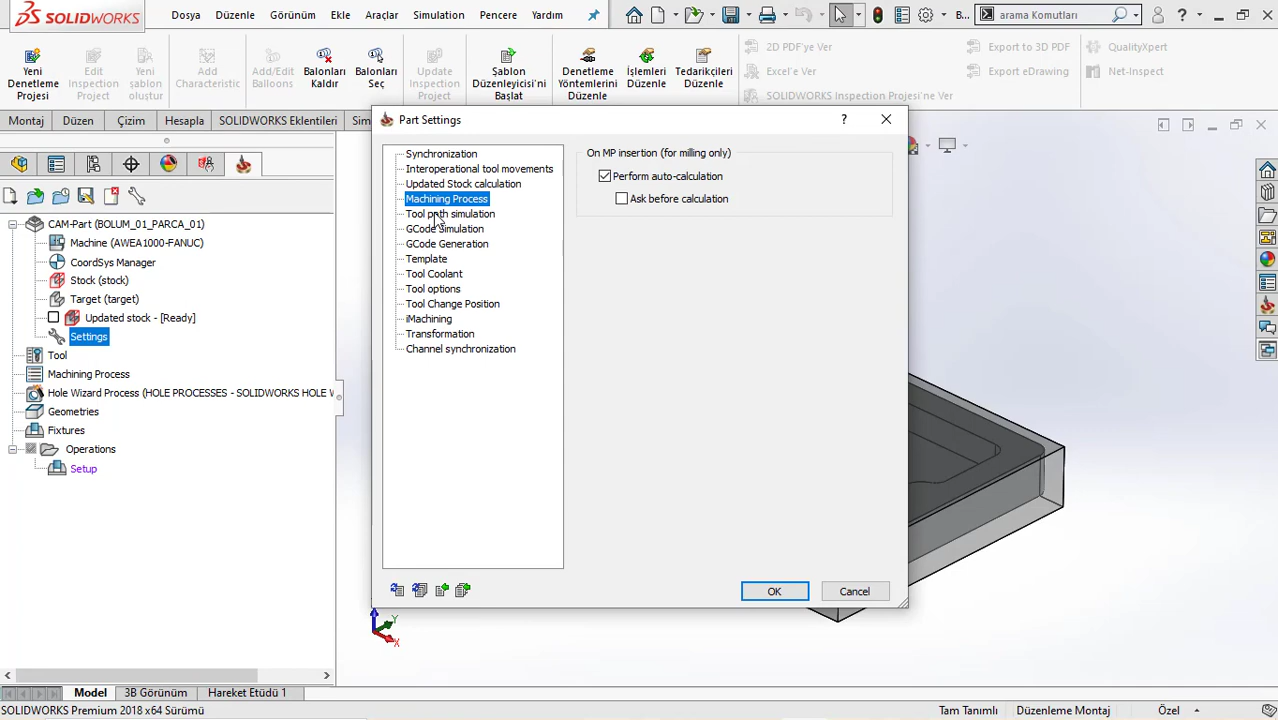 SOLIDWORKS
Dosya Düzenle Görünüm Ekle Araçlar Simulation Pencere Yardım
B...
arama Komutları
?
Yeni Denetleme Projesi
Edit Inspection Project
Yeni şablon oluştur
Add Characteristic
Add/Edit Balloons
Balonları Kaldır
Balonları Seç
Update Inspection Project
Şablon Düzenleyicisi'ni Başlat
Denetleme Yöntemlerini Düzenle
İşlemleri Düzenle
Tedarikçileri Düzenle
2D PDF'ye Ver
Excel'e Ver
SOLIDWORKS Inspection Projesi'ne Ver
Export to 3D PDF
Export eDrawing
QualityXpert
Net-Inspect
Montaj Düzen Çizim Hesapla SOLIDWORKS Eklentileri Sim
CAM-Part (BOLUM_01_PARCA_01)
Machine (AWEA1000-FANUC)
CoordSys Manager
Stock (stock)
Target (target)
Updated stock - [Ready]
Settings
Tool
Machining Process
Hole Wizard Process (HOLE PROCESSES - SOLIDWORKS HOLE W
Geometries
Fixtures
Operations
Setup
Part Settings
?
Synchronization
Interoperational tool movements
Updated Stock calculation
Machining Process
Tool path simulation
GCode Simulation
GCode Generation
Template
Tool Coolant
Tool options
Tool Change Position
iMachining
Transformation
Channel synchronization
On MP insertion (for milling only)
Perform auto-calculation
Ask before calculation
OK Cancel
Z
Y
X
Model 3B Görünüm Hareket Etüdü 1
SOLIDWORKS Premium 2018 x64 Sürümü
Tam Tanımlı Düzenleme Montaj Özel